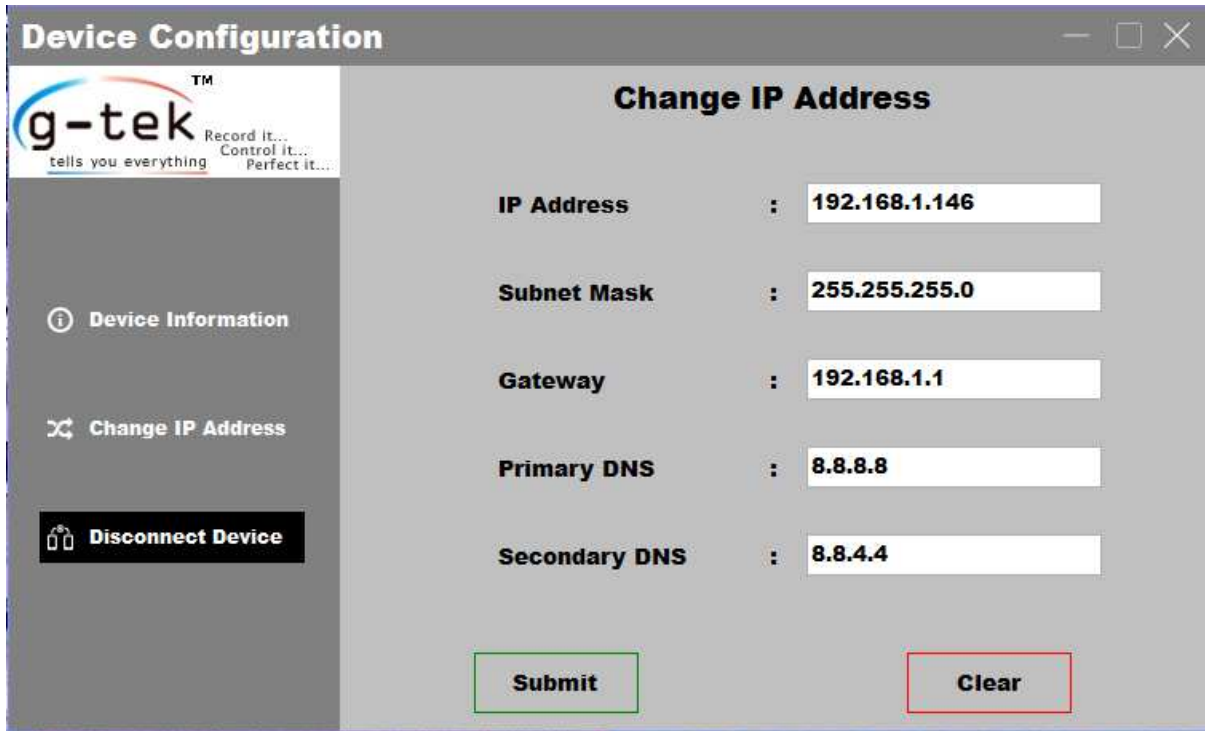 Device Configuration
TM
g-tek
Record it...
Control it...
Perfect it...
tells you everything
Device Information
Change IP Address
Disconnect Device
Change IP Address
IP Address : 192.168.1.146
Subnet Mask : 255.255.255.0
Gateway : 192.168.1.1
Primary DNS : 8.8.8.8
Secondary DNS : 8.8.4.4
Submit Clear